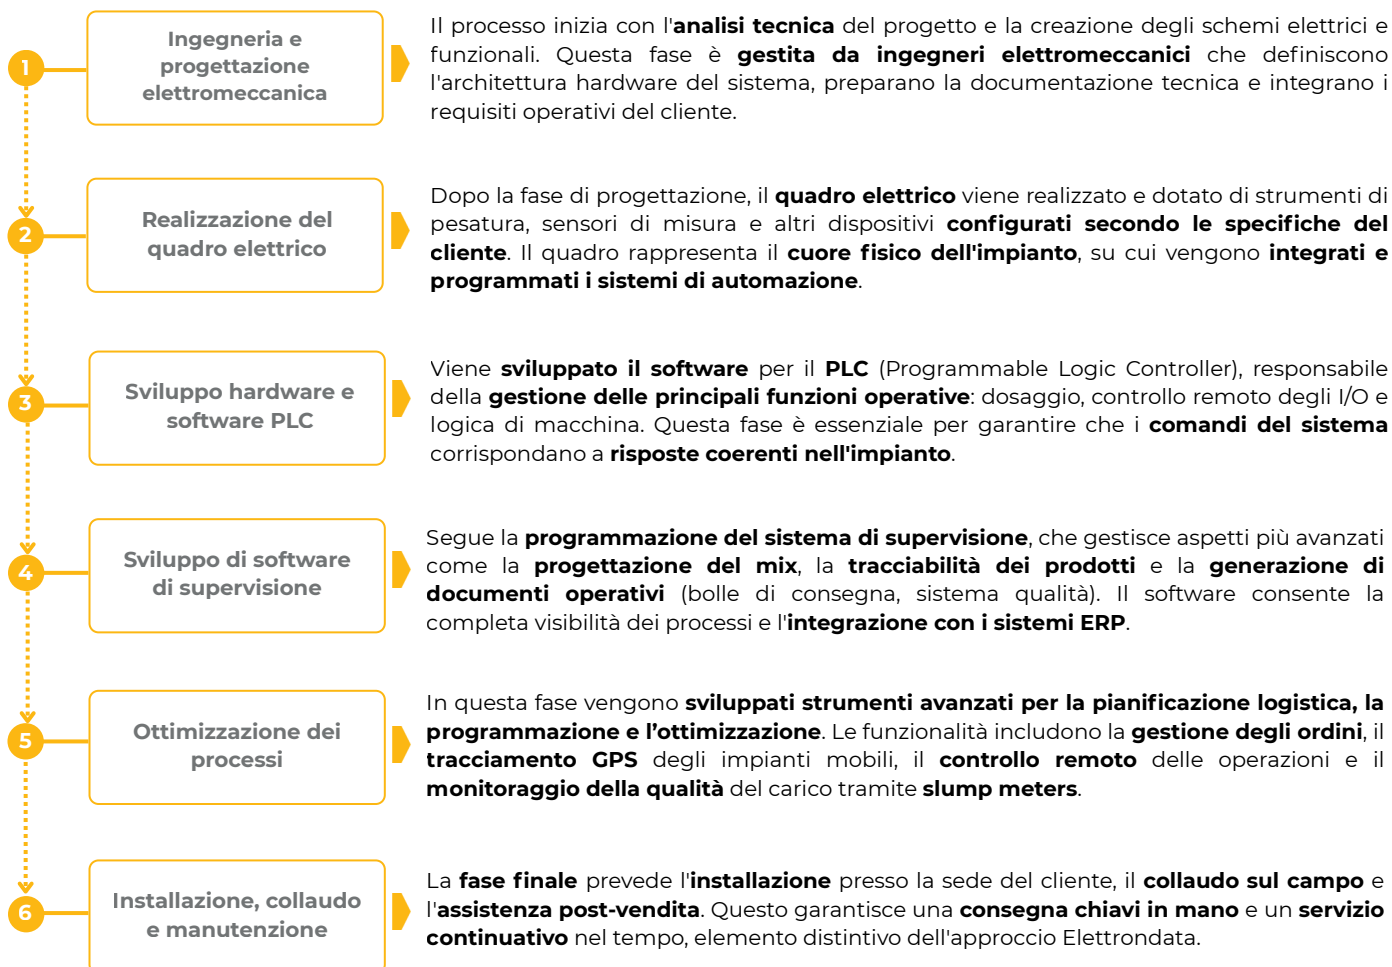 1
Ingegneria e
progettazione
elettromeccanica
Il processo inizia con l'analisi tecnica del progetto e la creazione degli schemi elettrici e
funzionali. Questa fase è gestita da ingegneri elettromeccanici che definiscono
l'architettura hardware del sistema, preparano la documentazione tecnica e integrano i
requisiti operativi del cliente.
2
Realizzazione del
quadro elettrico
Dopo la fase di progettazione, il quadro elettrico viene realizzato e dotato di strumenti di
pesatura, sensori di misura e altri dispositivi configurati secondo le specifiche del
cliente. Il quadro rappresenta il cuore fisico dell'impianto, su cui vengono integrati e
programmati i sistemi di automazione.
3
Sviluppo hardware e
software PLC
Viene sviluppato il software per il PLC (Programmable Logic Controller), responsabile
della gestione delle principali funzioni operative: dosaggio, controllo remoto degli I/O e
logica di macchina. Questa fase è essenziale per garantire che i comandi del sistema
corrispondano a risposte coerenti nell'impianto.
4
Sviluppo di software
di supervisione
Segue la programmazione del sistema di supervisione, che gestisce aspetti più avanzati
come la progettazione del mix, la tracciabilità dei prodotti e la generazione di
documenti operativi (bolle di consegna, sistema qualità). Il software consente la
completa visibilità dei processi e l'integrazione con i sistemi ERP.
5
Ottimizzazione dei
processi
In questa fase vengono sviluppati strumenti avanzati per la pianificazione logistica, la
programmazione e l’ottimizzazione. Le funzionalità includono la gestione degli ordini, il
tracciamento GPS degli impianti mobili, il controllo remoto delle operazioni e il
monitoraggio della qualità del carico tramite slump meters.
6
Installazione, collaudo
e manutenzione
La fase finale prevede l'installazione presso la sede del cliente, il collaudo sul campo e
l'assistenza post-vendita. Questo garantisce una consegna chiavi in mano e un servizio
continuativo nel tempo, elemento distintivo dell'approccio Elettrondata.